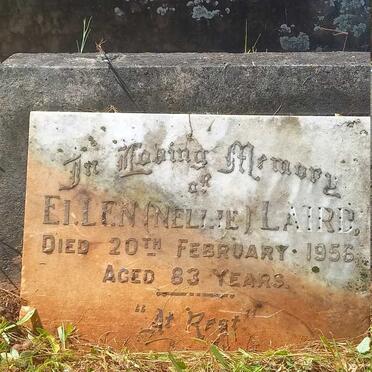 In Loving Memory
of
ELLEN (NELLIE) LAIRD,
DIED 20TH FEBRUARY 1956
AGED 83 YEARS.
"At Rest"